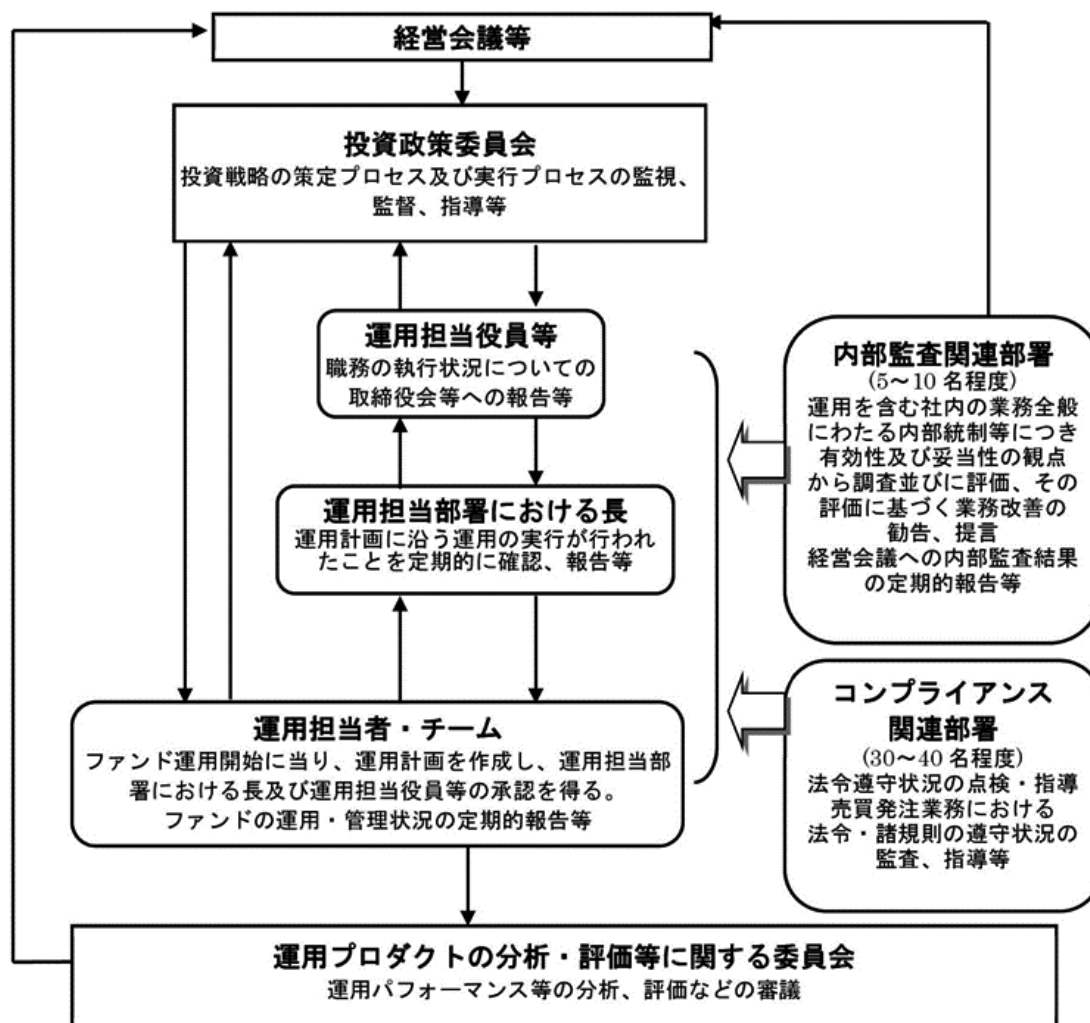 経営会議等
投資政策委員会
投資戦略の策定プロセス及び実行プロセスの監視、
監督、指導等
運用担当役員等
職務の執行状況についての
取締役会等への報告等
運用担当部署における長
運用計画に沿う運用の実行が行われ
たことを定期的に確認、報告等
運用担当者・チーム
ファンド運用開始に当り、運用計画を作成し、運用担当部
署における長及び運用担当役員等の承認を得る。
ファンドの運用・管理状況の定期的報告等
内部監査関連部署
(5～10 名程度)
運用を含む社内の業務全般
にわたる内部統制等につき
有効性及び妥当性の観点
から調査並びに評価、その
評価に基づく業務改善の
勧告、提言
経営会議への内部監査結果
の定期的報告等
コンプライアンス
関連部署
(30～40 名程度)
法令遵守状況の点検・指導
売買発注業務における
法令・諸規則の遵守状況の
監査、指導等
運用プロダクトの分析・評価等に関する委員会
運用パフォーマンス等の分析、評価などの審議